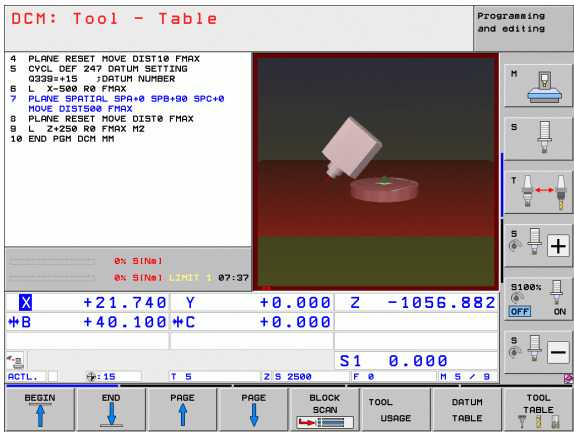 DCM: Tool - Table
Programming
and editing
4 PLANE RESET MOVE DIST10 FMAX
5 CYCL DEF 247 DATUM SETTING
Q339=+15 ;DATUM NUMBER
6 L X-500 R0 FMAX
7 PLANE SPATIAL SPA+0 SPB+90 SPC+0
MOVE DIST500 FMAX
8 PLANE RESET MOVE DIST0 FMAX
9 L Z+250 R0 FMAX M2
10 END PGM DCM MM
0% S[Nm]
0% S[Nm] LIMIT 1 07:37
X +21.740 Y +0.000 Z -1056.882
B +40.100 C +0.000
S1 0.000
ACTL. :15 T 5 Z S 2500 F 0 M 5 / 9
M
S
T
S
S100%
OFF ON
S
BEGIN
END
PAGE
PAGE
BLOCK
SCAN
TOOL
USAGE
DATUM
TABLE
TOOL
TABLE